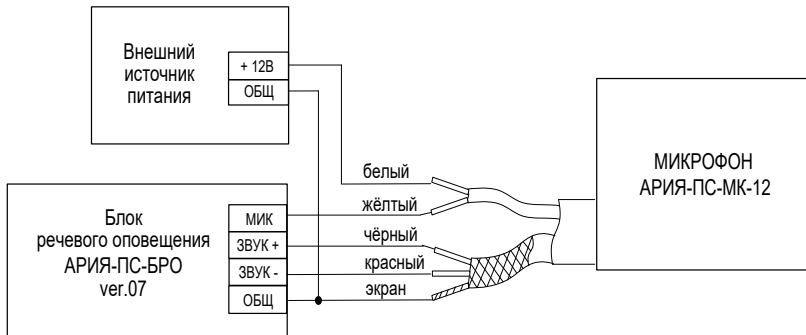 Внешний
источник
питания
+ 12В
ОБЩ
Блок
речевого оповещения
АРИЯ-ПС-БРО
ver.07
МИК
ЗВУК +
ЗВУК -
ОБЩ
белый
жёлтый
чёрный
красный
экран
МИКРОФОН
АРИЯ-ПС-МК-12